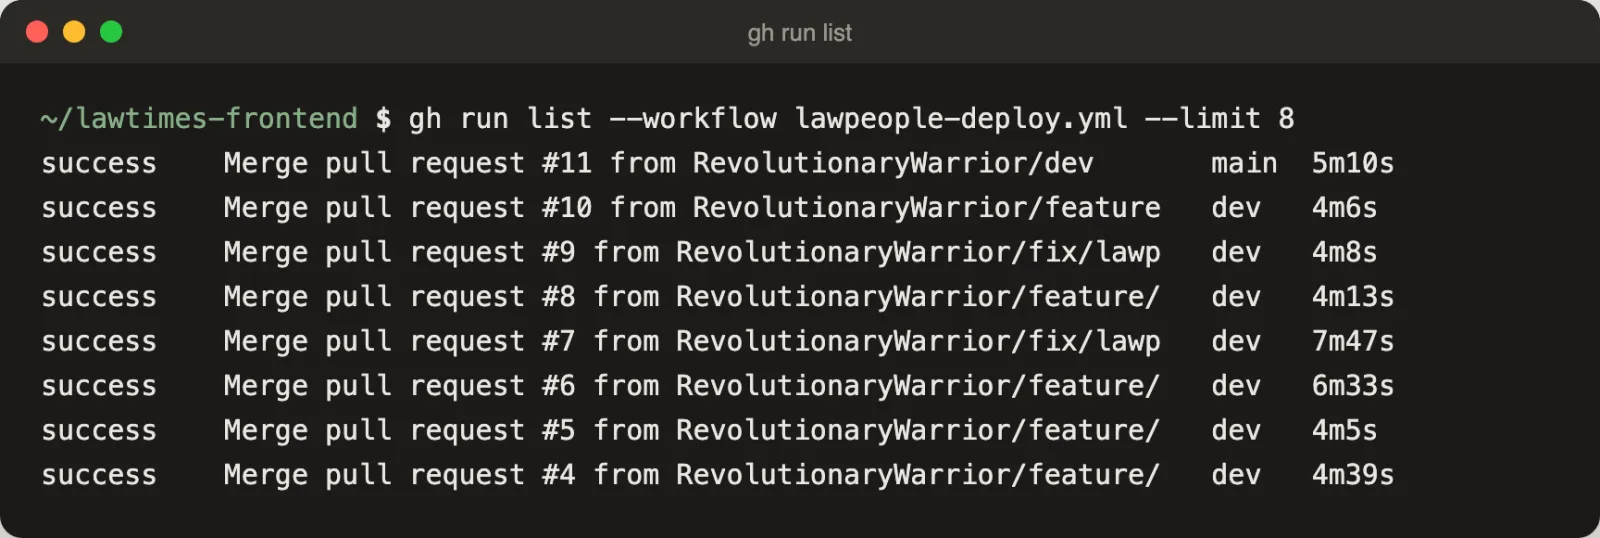 gh run list
~/lawtimes-frontend $ gh run list --workflow lawpeople-deploy.yml --limit 8
success    Merge pull request #11 from RevolutionaryWarrior/dev       main  5m10s
success    Merge pull request #10 from RevolutionaryWarrior/feature   dev   4m6s
success    Merge pull request #9 from RevolutionaryWarrior/fix/lawp   dev   4m8s
success    Merge pull request #8 from RevolutionaryWarrior/feature/   dev   4m13s
success    Merge pull request #7 from RevolutionaryWarrior/fix/lawp   dev   7m47s
success    Merge pull request #6 from RevolutionaryWarrior/feature/   dev   6m33s
success    Merge pull request #5 from RevolutionaryWarrior/feature/   dev   4m5s
success    Merge pull request #4 from RevolutionaryWarrior/feature/   dev   4m39s